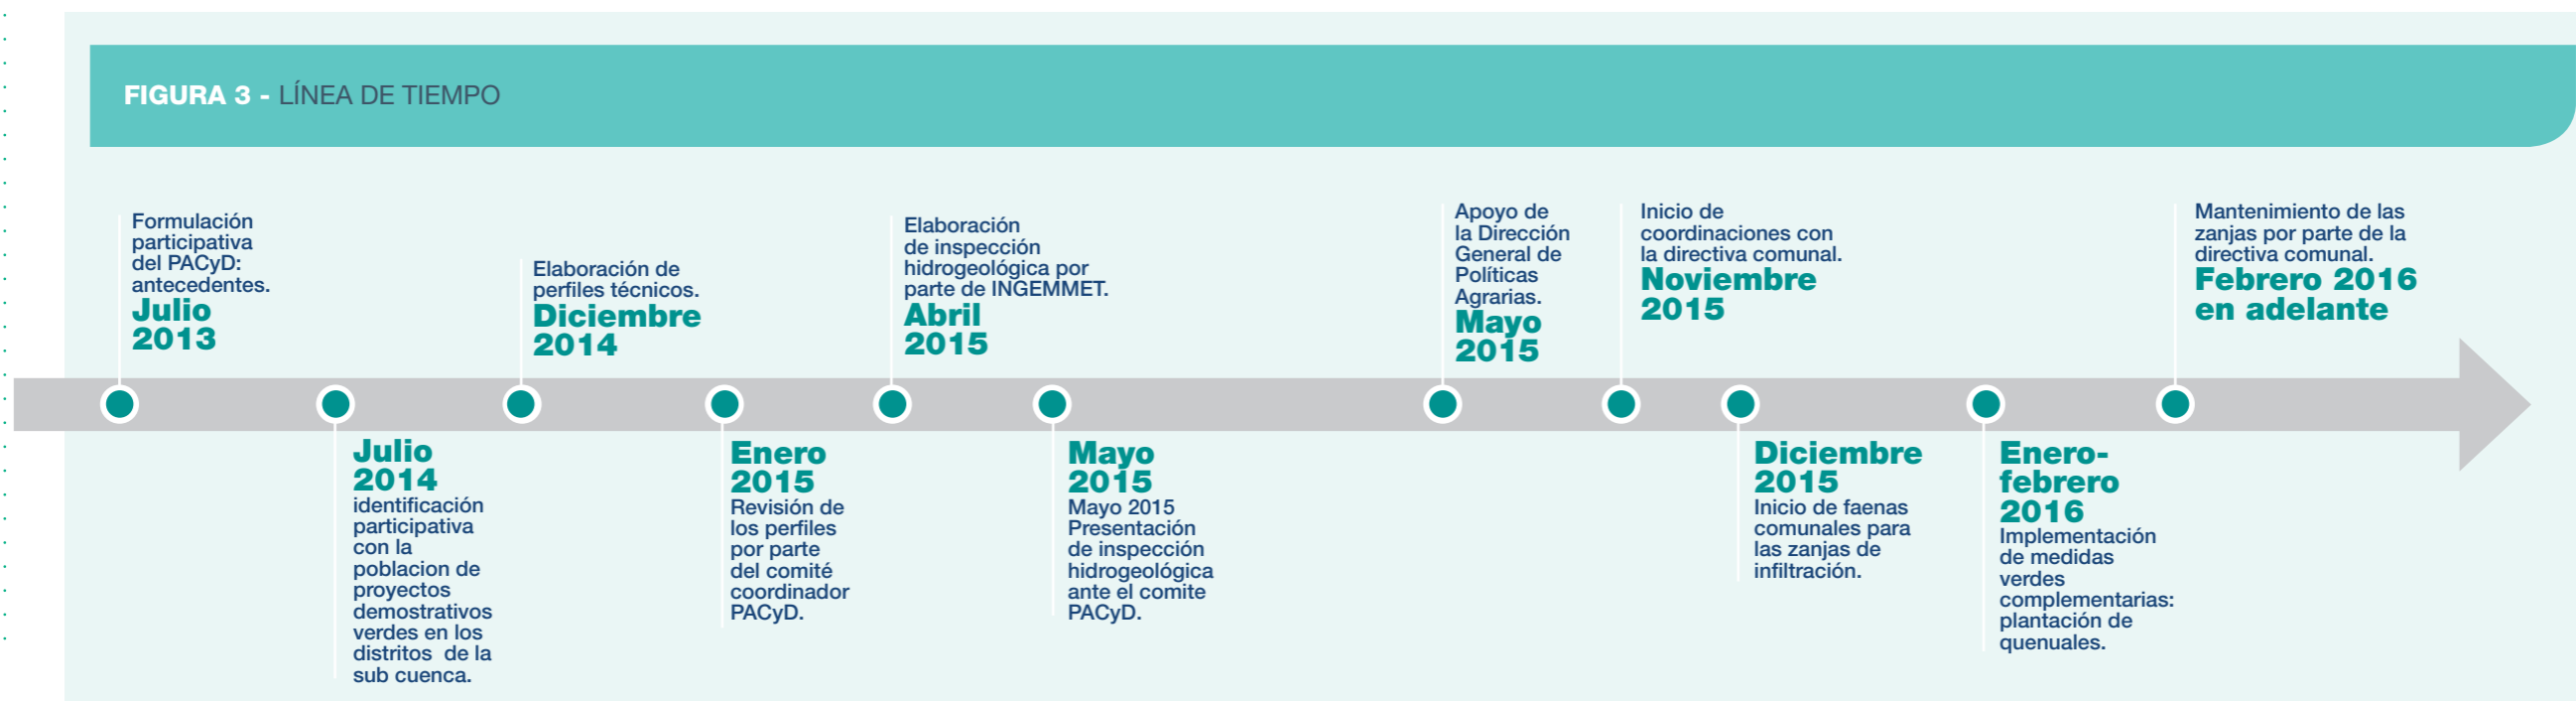 FIGURA 3 - LÍNEA DE TIEMPO
Formulación
participativa
del PACyD:
antecedentes.
Julio
2013
Julio
2014
identificación
participativa
con la
poblacion de
proyectos
demostrativos
verdes en los
distritos de la
sub cuenca.
Elaboración de
perfiles técnicos.
Diciembre
2014
Enero
2015
Revisión de
los perfiles
por parte
del comité
coordinador
PACyD.
Elaboración
de inspección
hidrogeológica por
parte de INGEMMET.
Abril
2015
Mayo
2015
Mayo 2015
Presentación
de inspección
hidrogeológica
ante el comite
PACyD.
Apoyo de
la Dirección
General de
Políticas
Agrarias.
Mayo
2015
Inicio de
coordinaciones con
la directiva comunal.
Noviembre
2015
Diciembre
2015
Inicio de faenas
comunales para
las zanjas de
infiltración.
Enero-
febrero
2016
Implementación
de medidas
verdes
complementarias:
plantación de
quenuales.
Mantenimiento de las
zanjas por parte de la
directiva comunal.
Febrero 2016
en adelante